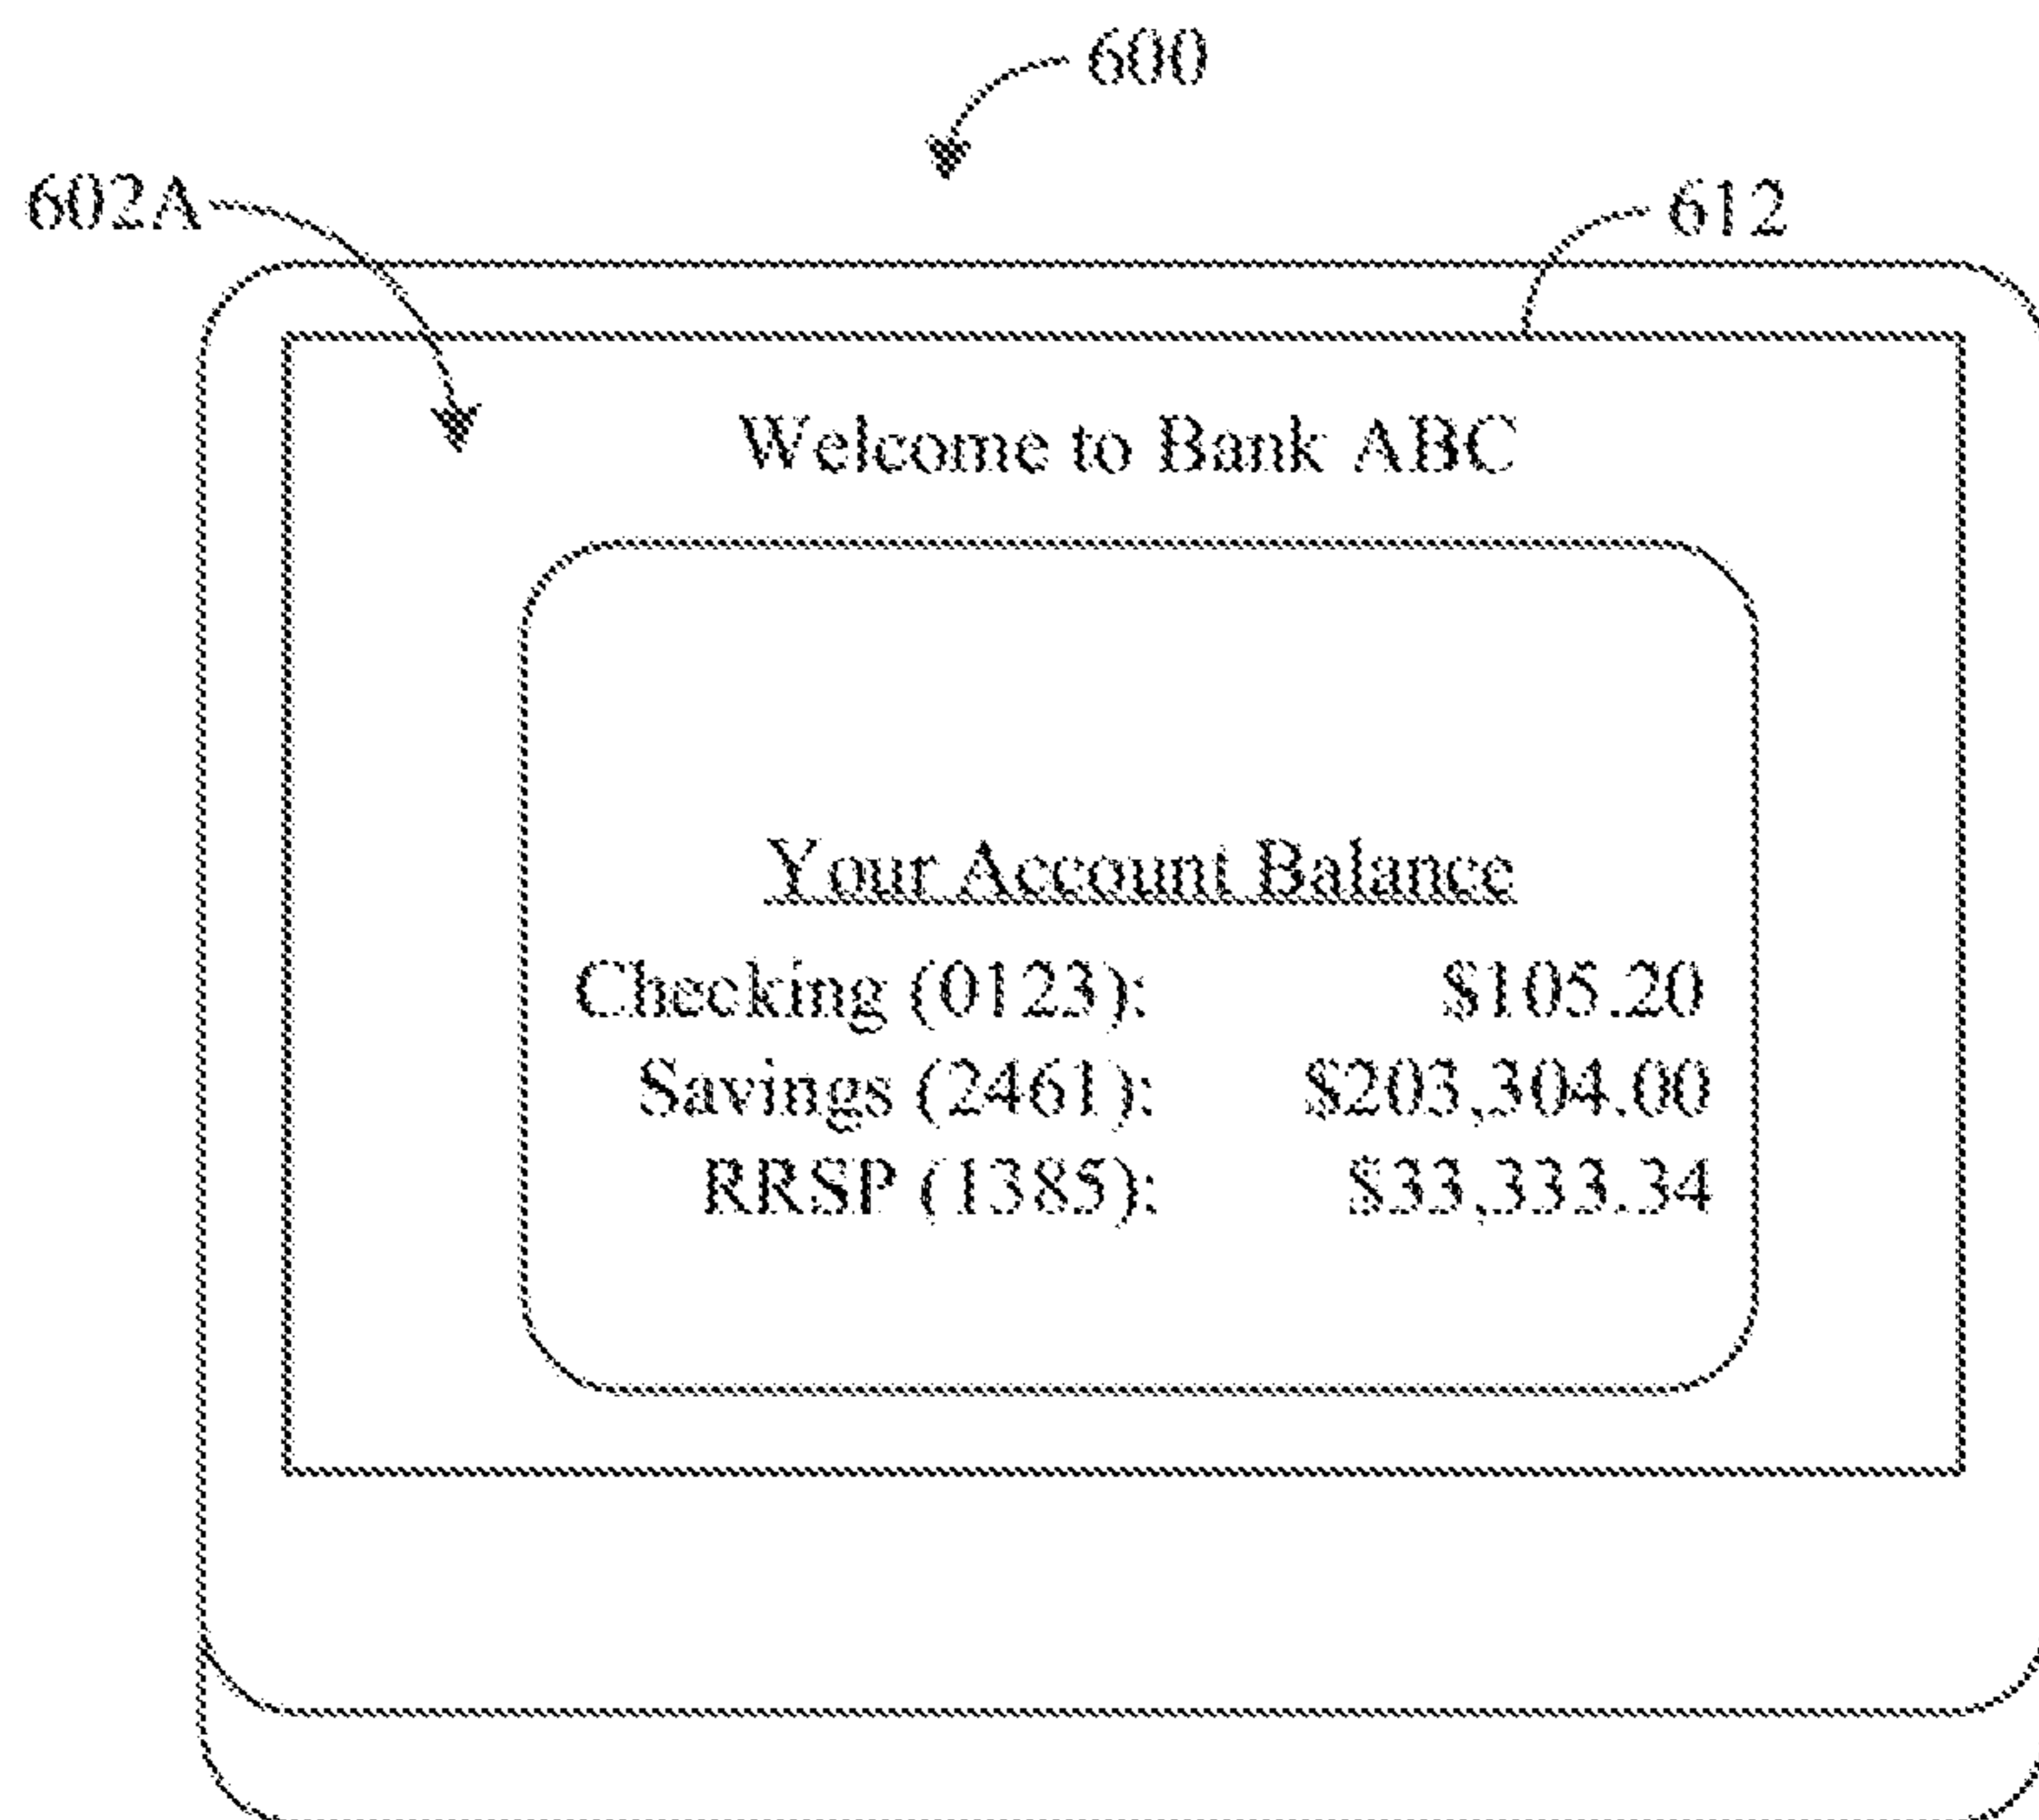 600
602A
612
Welcome to Bank ABC
Your Account Balance
Checking (0123): $105.20
Savings (2461): $203,304.00
RRSP (1385): $33,333.34